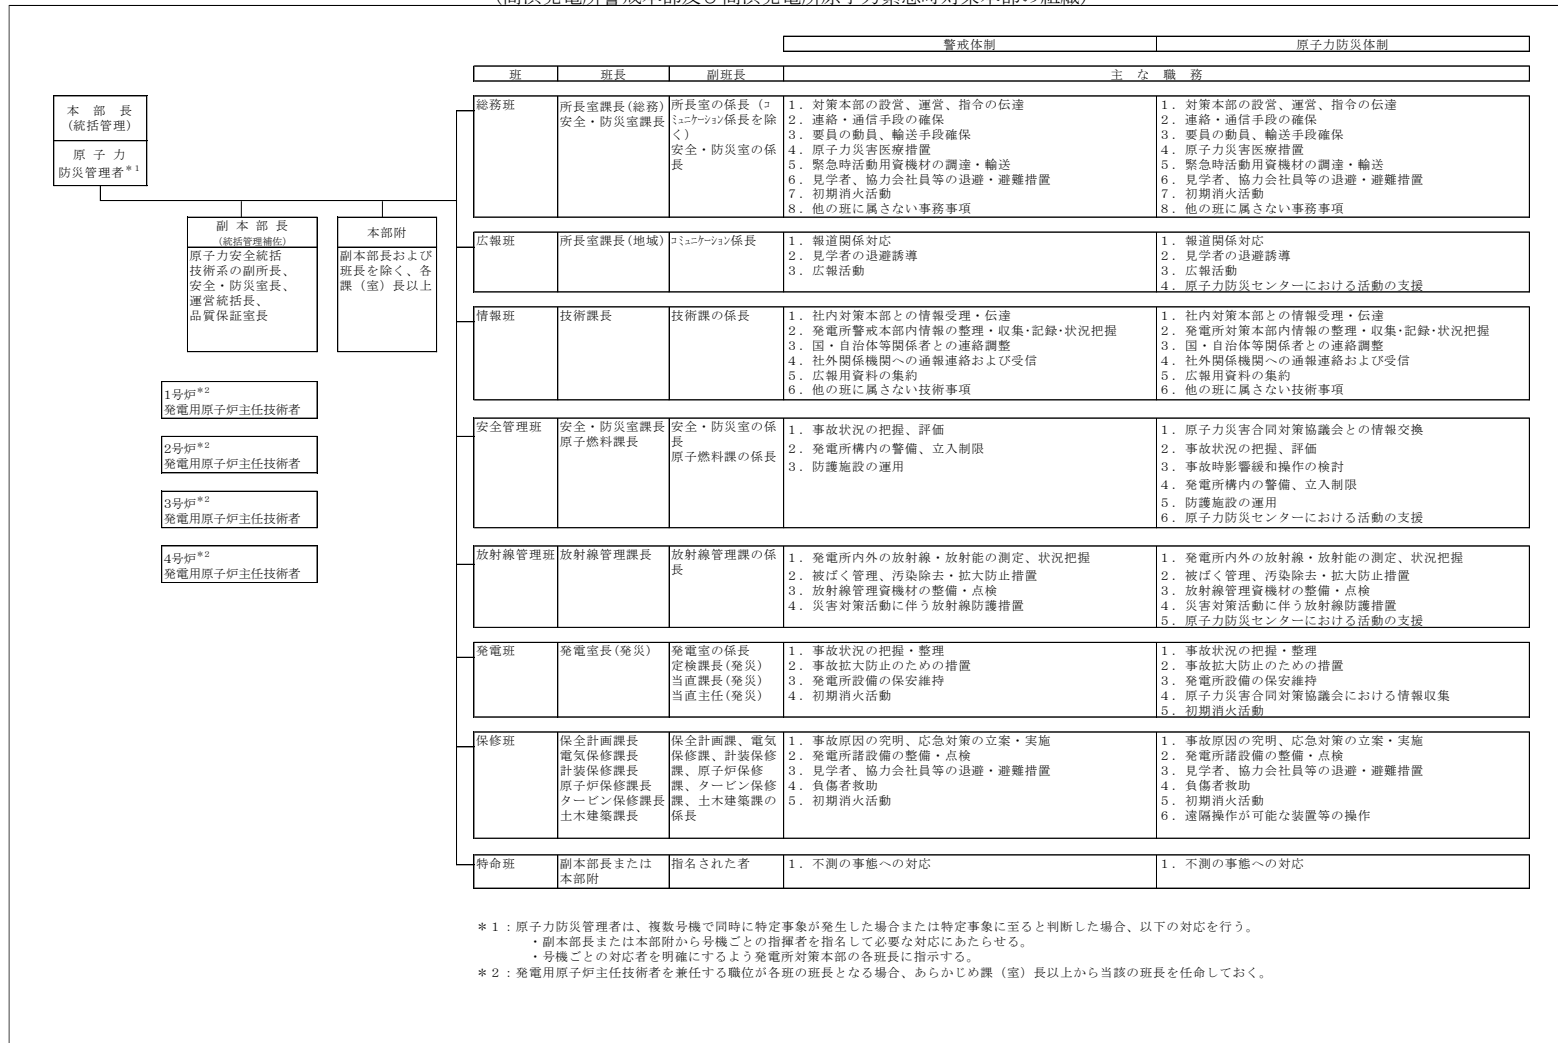 (高浜発電所警戒本部及び高浜発電所原子力緊急時対策本部の組織)
警戒体制 原子力防災体制
班 班長 副班長 主 な 職 務
本 部 長
(統括管理)
原 子 力
防災管理者*1
副 本 部 長
(統括管理補佐)
原子力安全統括
技術系の副所長、
安全・防災室長、
運営統括長、
品質保証室長
本部附
副本部長および
班長を除く、各
課（室）長以上
1号炉*2
発電用原子炉主任技術者
2号炉*2
発電用原子炉主任技術者
3号炉*2
発電用原子炉主任技術者
4号炉*2
発電用原子炉主任技術者
総務班
所長室課長(総務)
安全・防災室課長
所長室の係長（コ
ミュニケーション係長を除
く）
安全・防災室の係
長
1．対策本部の設営、運営、指令の伝達
2．連絡・通信手段の確保
3．要員の動員、輸送手段確保
4．原子力災害医療措置
5．緊急時活動用資機材の調達・輸送
6．見学者、協力会社員等の退避・避難措置
7．初期消火活動
8．他の班に属さない事務事項
1．対策本部の設営、運営、指令の伝達
2．連絡・通信手段の確保
3．要員の動員、輸送手段確保
4．原子力災害医療措置
5．緊急時活動用資機材の調達・輸送
6．見学者、協力会社員等の退避・避難措置
7．初期消火活動
8．他の班に属さない事務事項
広報班
所長室課長(地域)
コミュニケーション係長
1．報道関係対応
2．見学者の退避誘導
3．広報活動
1．報道関係対応
2．見学者の退避誘導
3．広報活動
4．原子力防災センターにおける活動の支援
情報班
技術課長
技術課の係長
1．社内対策本部との情報受理・伝達
2．発電所警戒本部内情報の整理・収集・記録・状況把握
3．国・自治体等関係者との連絡調整
4．社外関係機関への通報連絡および受信
5．広報用資料の集約
6．他の班に属さない技術事項
1．社内対策本部との情報受理・伝達
2．発電所対策本部内情報の整理・収集・記録・状況把握
3．国・自治体等関係者との連絡調整
4．社外関係機関への通報連絡および受信
5．広報用資料の集約
6．他の班に属さない技術事項
安全管理班
安全・防災室課長
原子燃料課長
安全・防災室の係
長
原子燃料課の係長
1．事故状況の把握、評価
2．発電所構内の警備、立入制限
3．防護施設の運用
1．原子力災害合同対策協議会との情報交換
2．事故状況の把握、評価
3．事故時影響緩和操作の検討
4．発電所構内の警備、立入制限
5．防護施設の運用
6．原子力防災センターにおける活動の支援
放射線管理班
放射線管理課長
放射線管理課の係
長
1．発電所内外の放射線・放射能の測定、状況把握
2．被ばく管理、汚染除去・拡大防止措置
3．放射線管理資機材の整備・点検
4．災害対策活動に伴う放射線防護措置
1．発電所内外の放射線・放射能の測定、状況把握
2．被ばく管理、汚染除去・拡大防止措置
3．放射線管理資機材の整備・点検
4．災害対策活動に伴う放射線防護措置
5．原子力防災センターにおける活動の支援
発電班
発電室長(発災)
発電室の係長
定検課長(発災)
当直課長(発災)
当直主任(発災)
1．事故状況の把握・整理
2．事故拡大防止のための措置
3．発電所設備の保安維持
4．初期消火活動
1．事故状況の把握・整理
2．事故拡大防止のための措置
3．発電所設備の保安維持
4．原子力災害合同対策協議会における情報収集
5．初期消火活動
保修班
保全計画課長
電気保修課長
計装保修課長
原子炉保修課長
タービン保修課長
土木建築課長
保全計画課、電気
保修課、計装保修
課、原子炉保修
課、タービン保修
課、土木建築課の
係長
1．事故原因の究明、応急対策の立案・実施
2．発電所諸設備の整備・点検
3．見学者、協力会社員等の退避・避難措置
4．負傷者救助
5．初期消火活動
1．事故原因の究明、応急対策の立案・実施
2．発電所諸設備の整備・点検
3．見学者、協力会社員等の退避・避難措置
4．負傷者救助
5．初期消火活動
6．遠隔操作が可能な装置等の操作
特命班
副本部長または
本部附
指名された者
1．不測の事態への対応
1．不測の事態への対応
＊１：原子力防災管理者は、複数号機で同時に特定事象が発生した場合または特定事象に至ると判断した場合、以下の対応を行う。
・副本部長または本部附から号機ごとの指揮者を指名して必要な対応にあたらせる。
・号機ごとの対応者を明確にするよう発電所対策本部の各班長に指示する。
＊２：発電用原子炉主任技術者を兼任する職位が各班の班長となる場合、あらかじめ課（室）長以上から当該の班長を任命しておく。